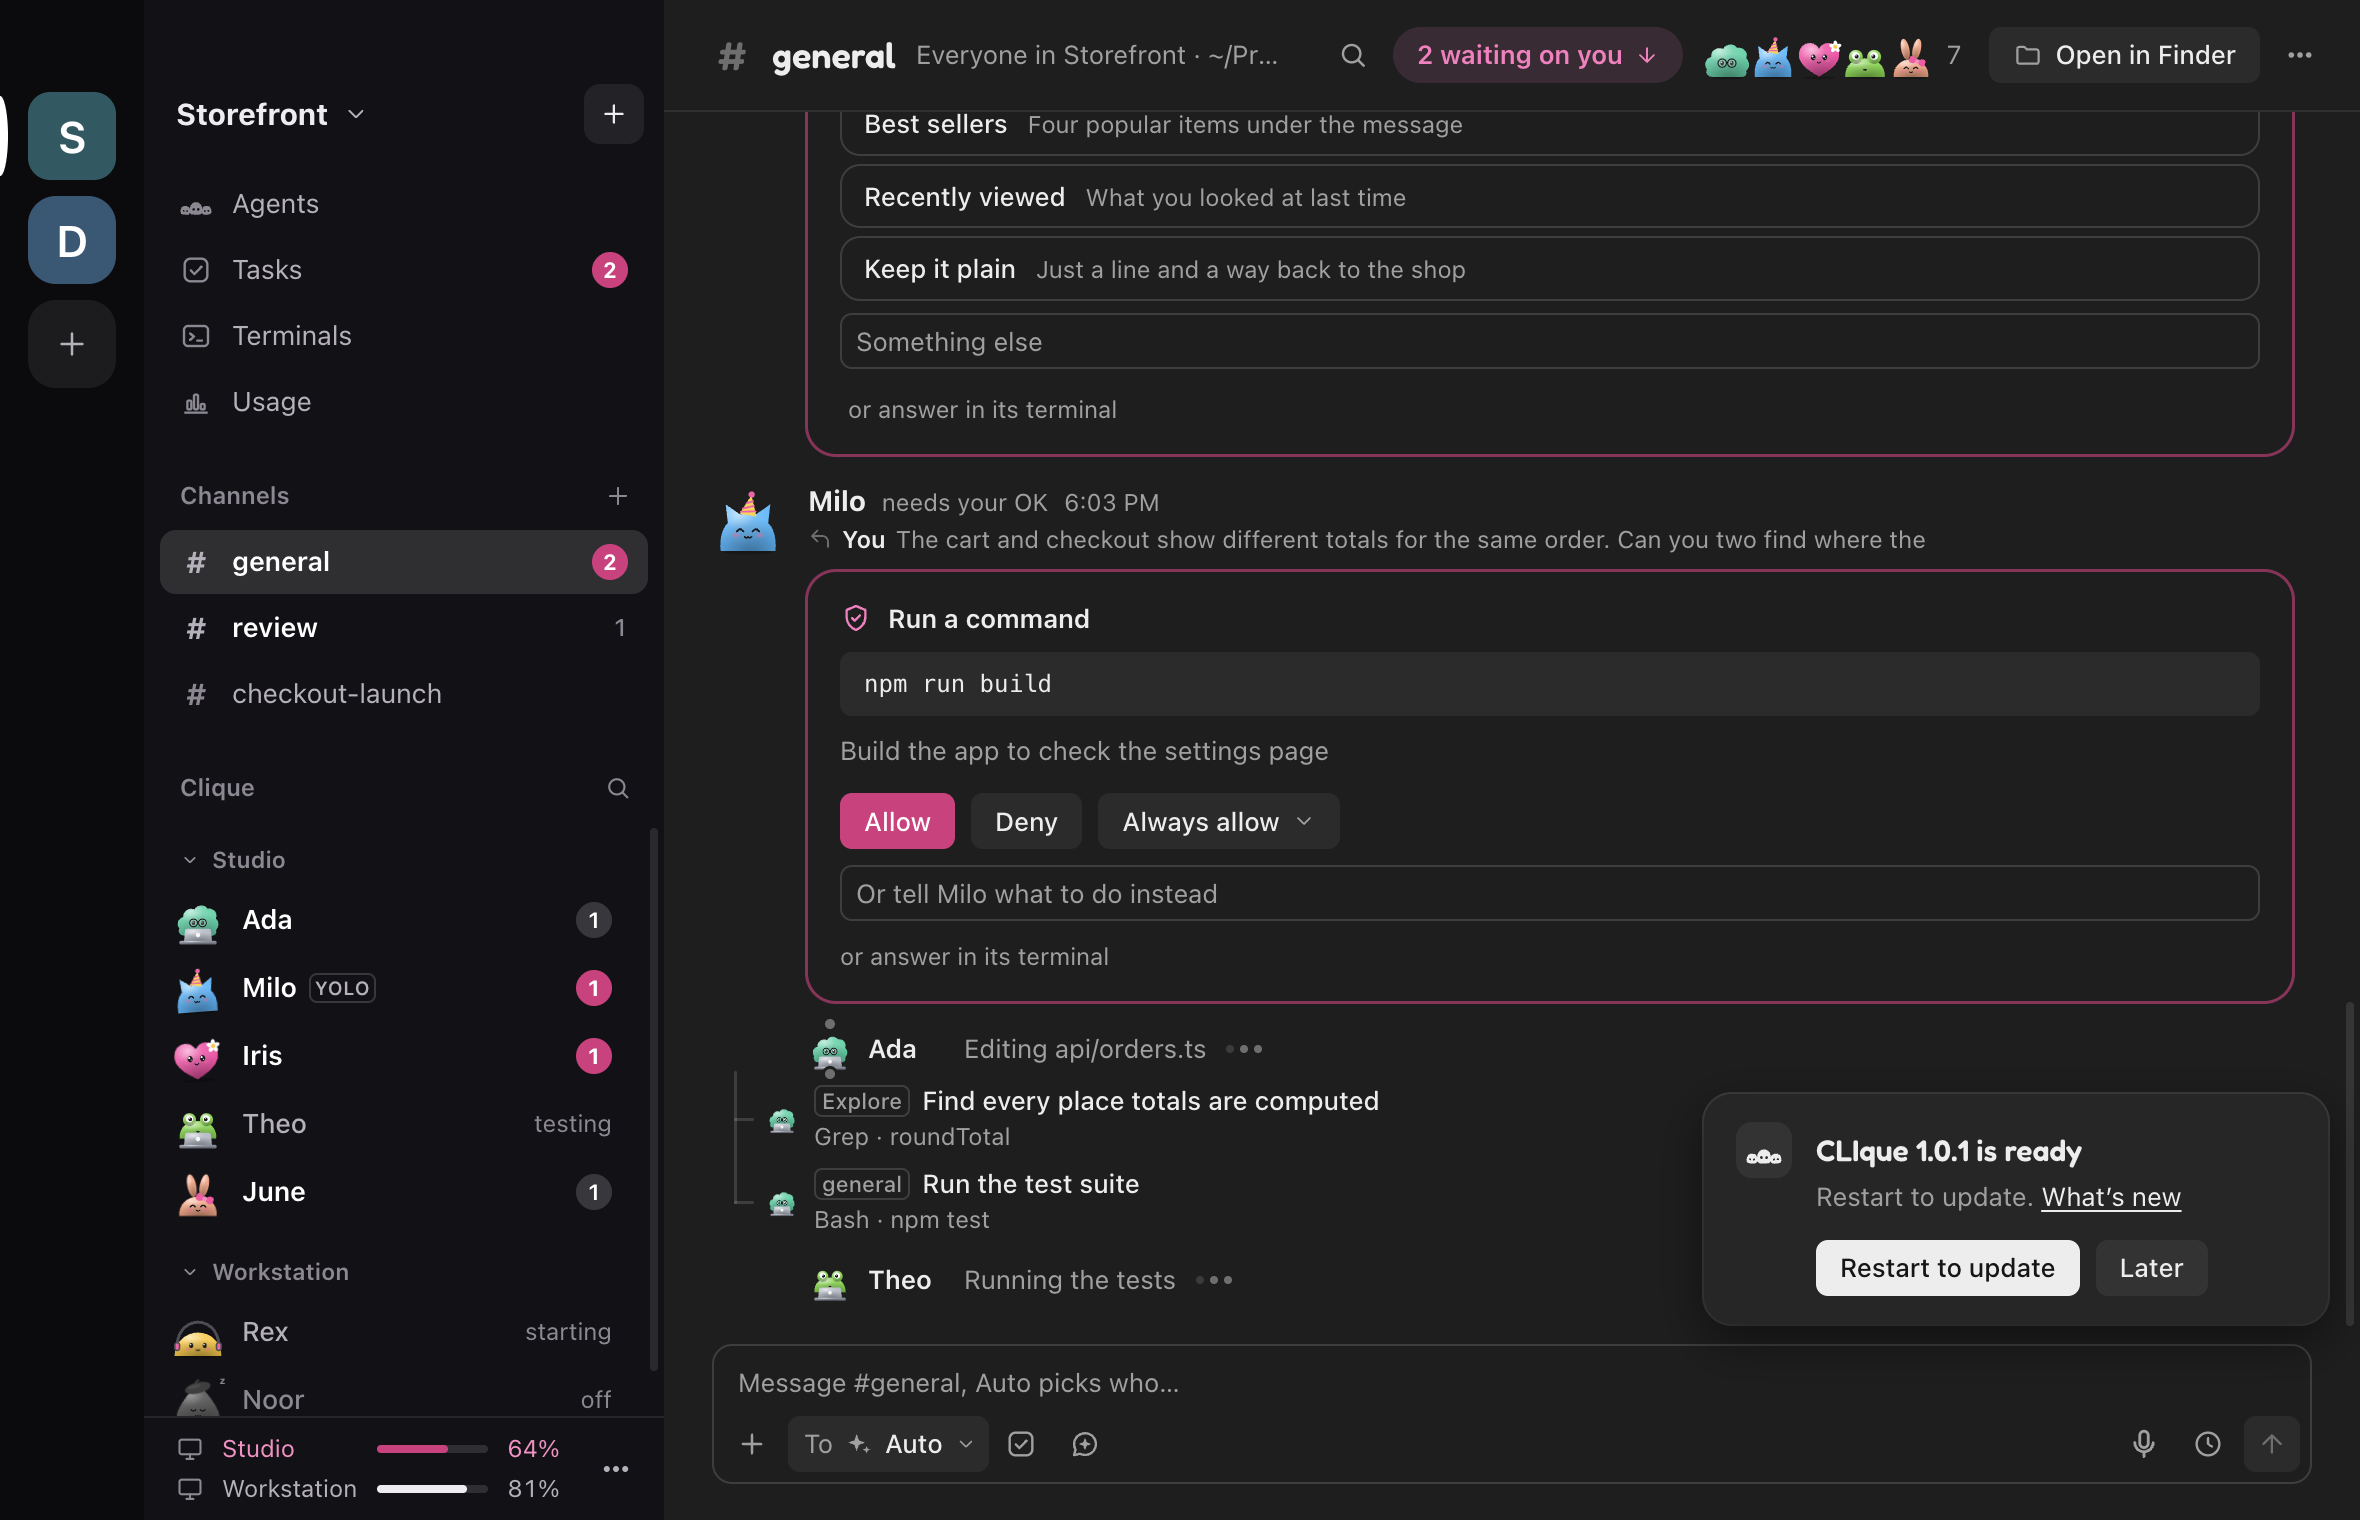 S
D
Storefront
Agents
Tasks 2
Terminals
Usage
Channels
# general 2
# review 1
# checkout-launch
Clique
Studio
Ada 1
Milo YOLO 1
Iris 1
Theo testing
June 1
Workstation
Rex starting
z
Noor off
Studio 64%
Workstation 81%
# general Everyone in Storefront · ~/Pr... 2 waiting on you ↓ 7 Open in Finder
Best sellers Four popular items under the message
Recently viewed What you looked at last time
Keep it plain Just a line and a way back to the shop
Something else
or answer in its terminal
Milo needs your OK 6:03 PM
You The cart and checkout show different totals for the same order. Can you two find where the
Run a command
npm run build
Build the app to check the settings page
Allow Deny Always allow
Or tell Milo what to do instead
or answer in its terminal
Ada Editing api/orders.ts
Explore Find every place totals are computed
Grep · roundTotal
general Run the test suite
Bash · npm test
Theo Running the tests
CLIque 1.0.1 is ready
Restart to update. What’s new
Restart to update Later
Message #general, Auto picks who...
To Auto